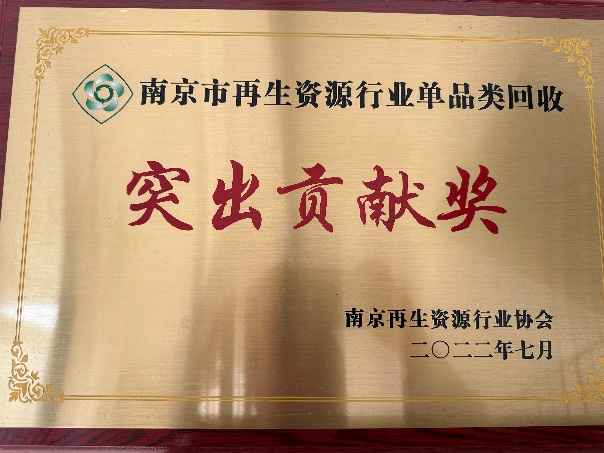 南京市再生资源行业单品类回收
突出贡献奖
南京再生资源行业协会
二〇二二年七月